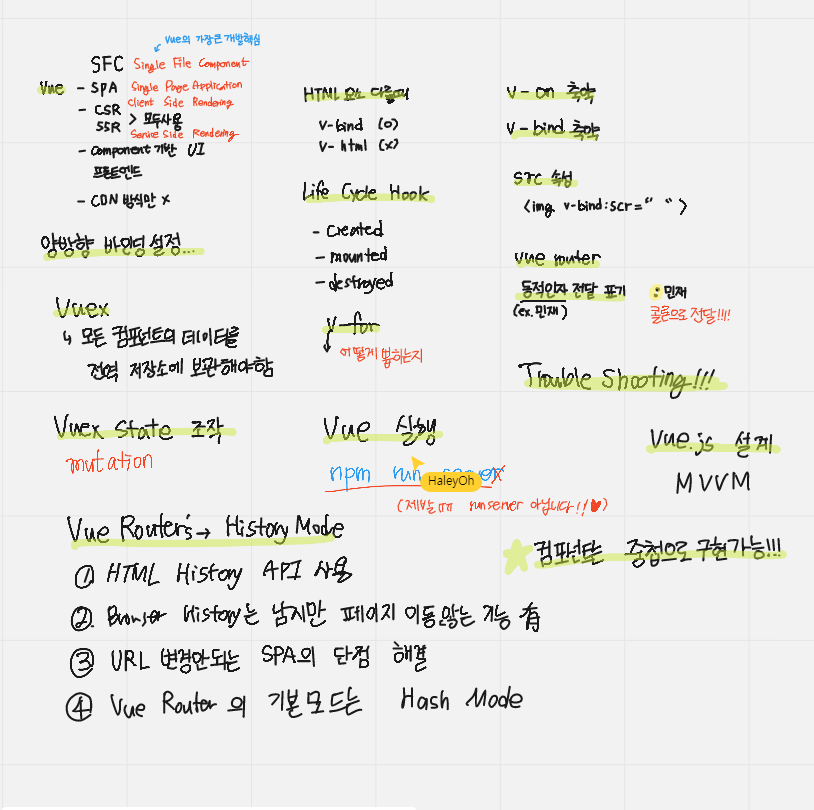 Vue의 가장큰 개발핵심
SFC Single File Component
Vue - SPA Single Page Application
- CSR Client Side Rendering
> 모두사용
SSR Server Side Rendering
- Component 기반 UI
프론트엔드
- CDN 방식만 X
양방향 바인딩 설정...
Vuex
↳ 모든 컴포넌트의 데이터를
전역 저장소에 보관해야함
Vuex State 조작
mutation
HTML 요소 다룰때
v-bind (O)
v-html (X)
Life Cycle Hook
- created
- mounted
- destroyed
v-for
어떻게 뽑히는지
Vue 실행
npm run server
HaleyOh
(제발 runserver 아닙니다!!♥)
v-on 축약
v-bind 축약
src 속성
<img v-bind:scr=" ">
vue router
동적인자 전달 표기 :민재
(ex.민재) 콜론으로 전달!!!!
Trouble Shooting!!!
Vue.js 설계
MVVM
★ 컴포넌트는 중첩으로 구현가능!!!
Vue Router's → History Mode
① HTML History API 사용
② Browser History는 남지만 페이지 이동않는 기능 有
③ URL 변경안되는 SPA의 단점 해결
④ Vue Router의 기본모드는 Hash Mode